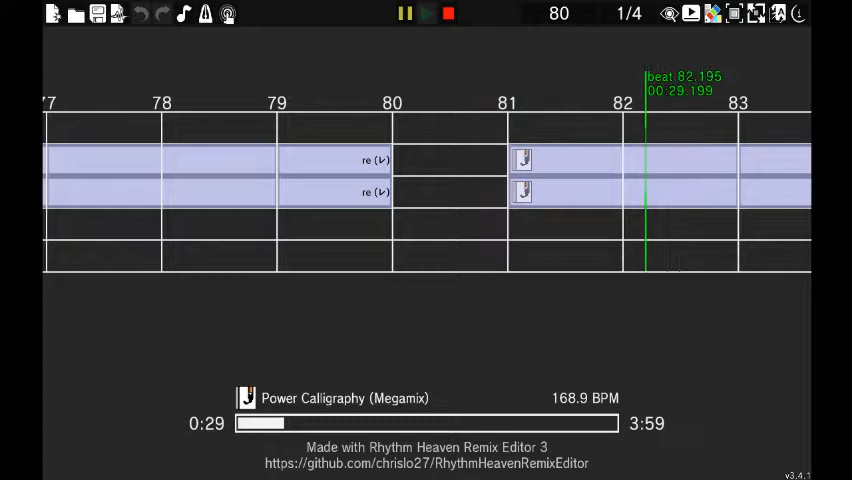 80
1/4
beat 82.195
00:29.199
77 78 79 80 81 82 83
re (レ)
re (レ)
Power Calligraphy (Megamix) 168.9 BPM
0:29 3:59
Made with Rhythm Heaven Remix Editor 3
https://github.com/chrislo27/RhythmHeavenRemixEditor
v3.4.1